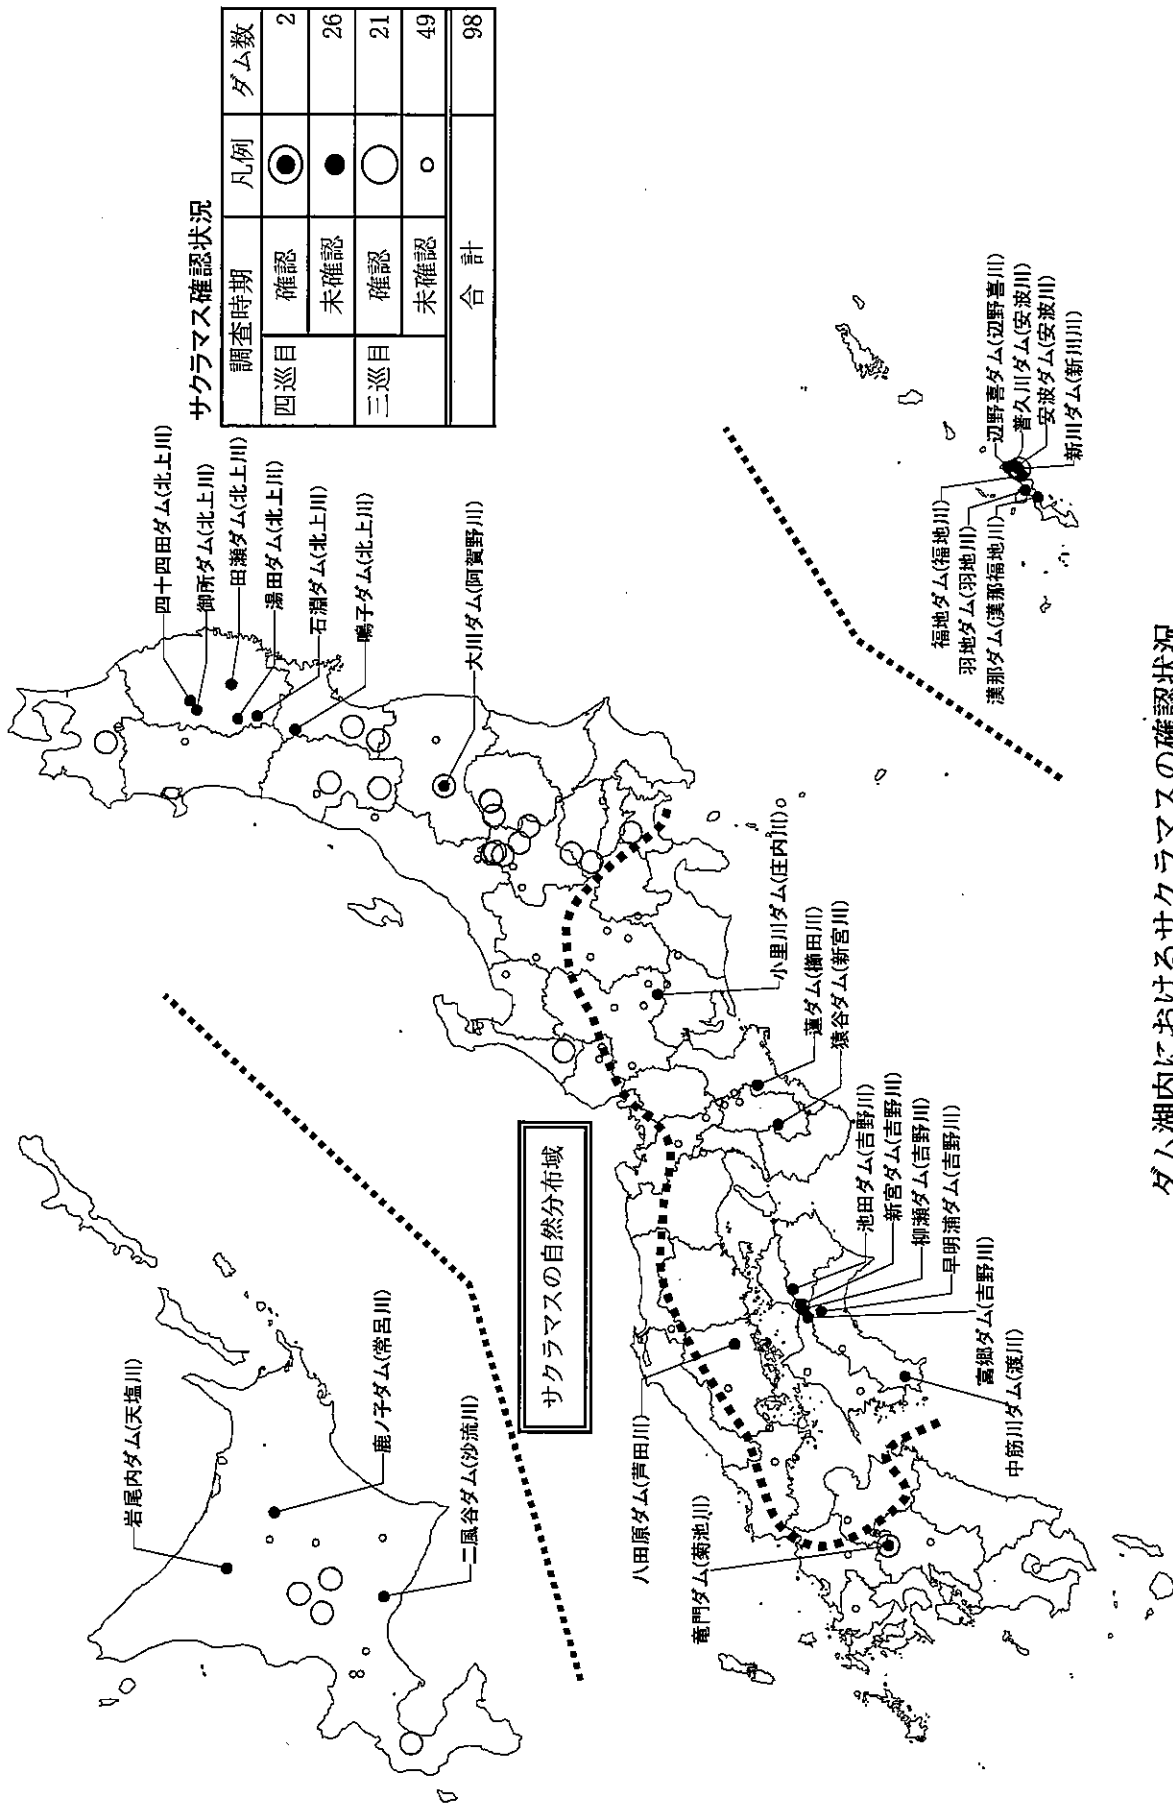 サクラマス確認状況
調査時期 凡例 ダム数
四巡目 確認 2
未確認 26
三巡目 確認 21
未確認 49
合 計 98
四十四田ダム(北上川)
御所ダム(北上川)
田瀬ダム(北上川)
湯田ダム(北上川)
石淵ダム(北上川)
鳴子ダム(北上川)
大川ダム(阿賀野川)
岩尾内ダム(天塩川)
鹿ノ子ダム(常呂川)
二風谷ダム(沙流川)
サクラマスの自然分布域
小里川ダム(庄内川)
蓮ダム(櫛田川)
猿谷ダム(新宮川)
池田ダム(吉野川)
新宮ダム(吉野川)
柳瀬ダム(吉野川)
早明浦ダム(吉野川)
富郷ダム(吉野川)
中筋川ダム(渡川)
八田原ダム(芦田川)
竜門ダム(菊池川)
福地ダム(福地川)
羽地ダム(羽地川)
漢那ダム(漢那福地川)
辺野喜ダム(辺野喜川)
普久川ダム(安波川)
安波ダム(安波川)
新川ダム(新川川)
ダム湖内におけるサクラマスの確認状況